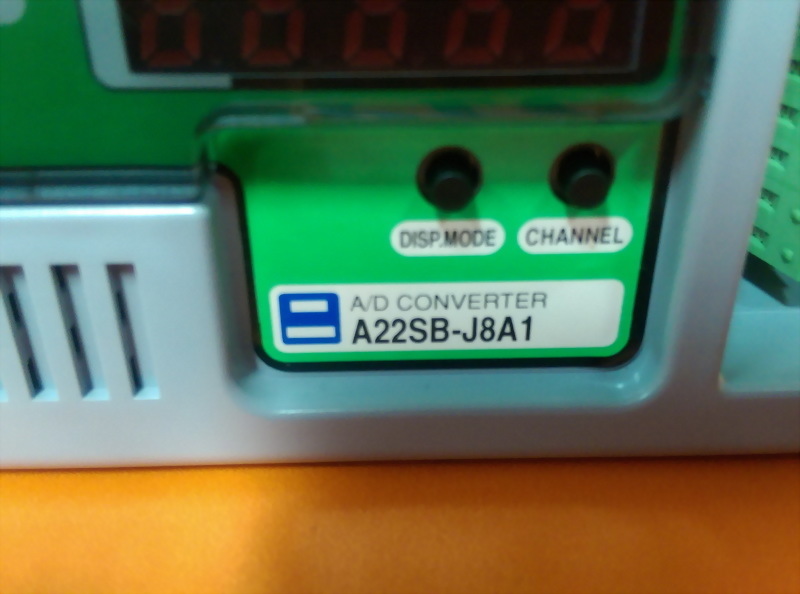 DISP.MODE CHANNEL
A/D CONVERTER
A22SB-J8A1